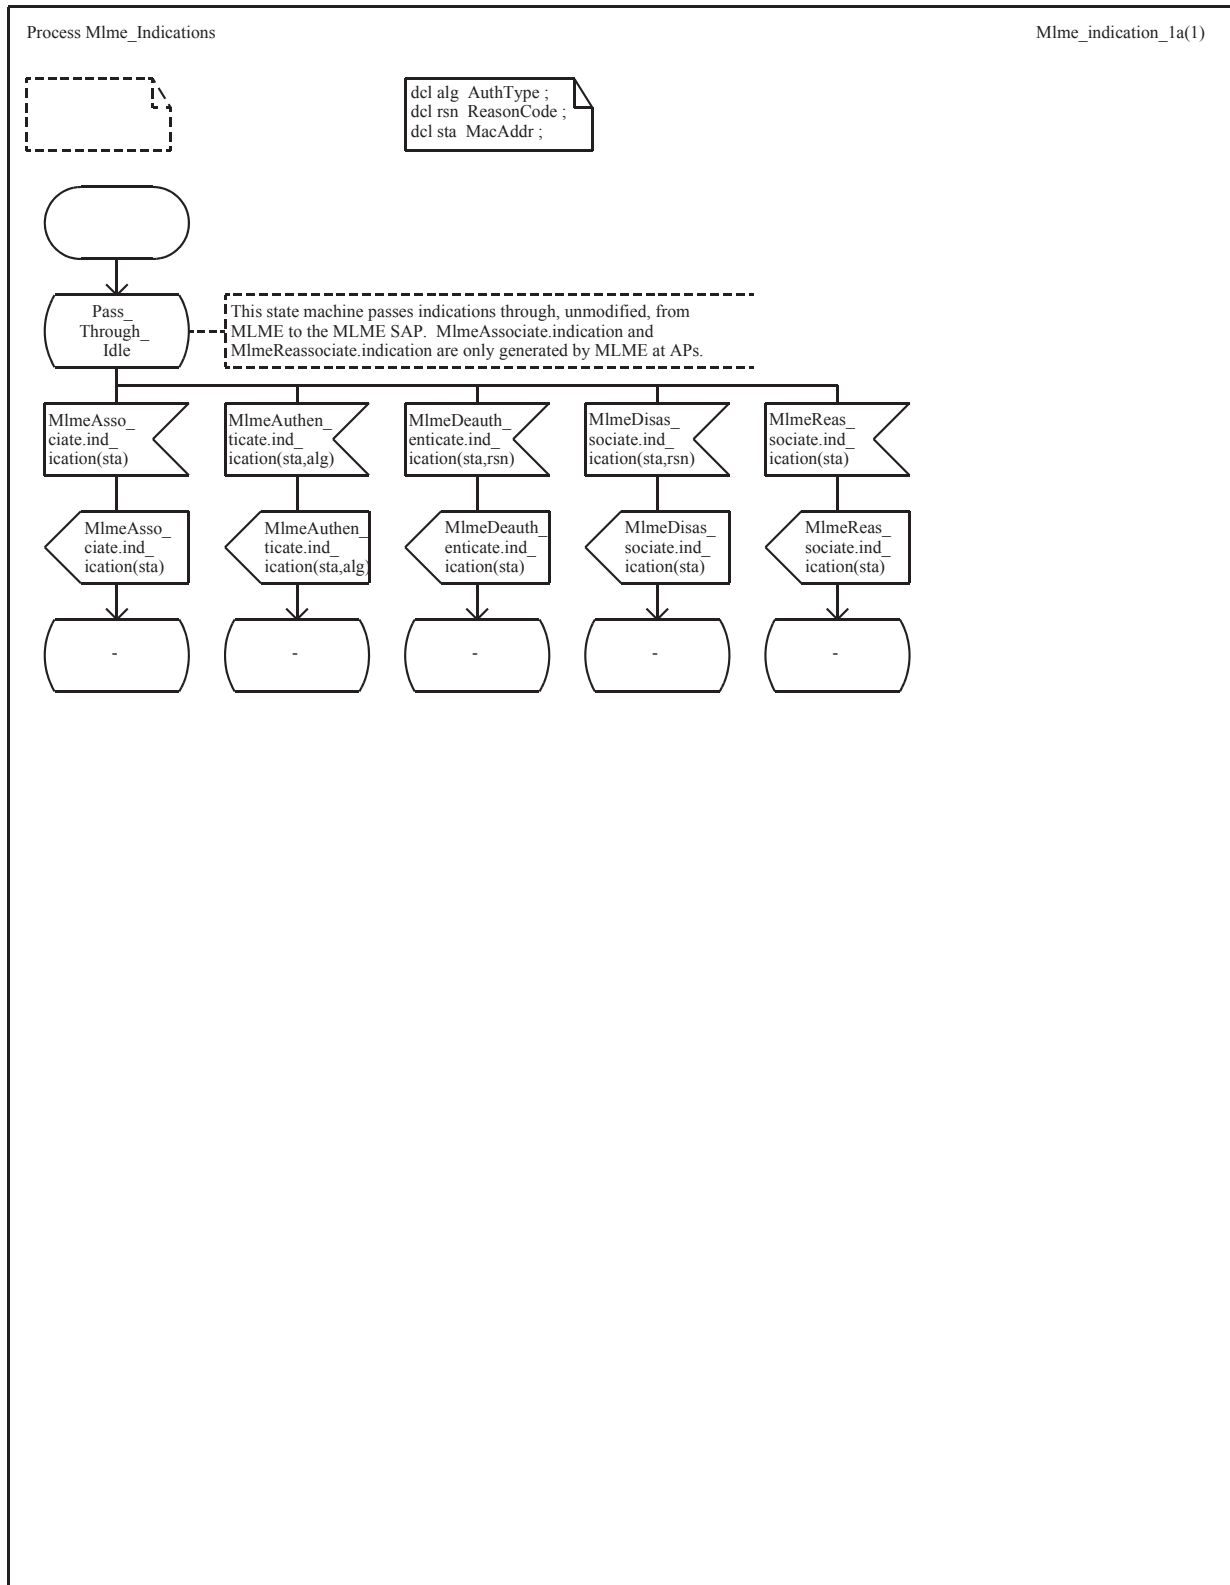 Process Mlme_Indications
Mlme_indication_1a(1)
dcl alg AuthType ;
dcl rsn ReasonCode ;
dcl sta MacAddr ;
Pass_
Through_
Idle
This state machine passes indications through, unmodified, from
MLME to the MLME SAP. MlmeAssociate.indication and
MlmeReassociate.indication are only generated by MLME at APs.
MlmeAsso_
ciate.ind_
ication(sta)
MlmeAuthen_
ticate.ind_
ication(sta,alg)
MlmeDeauth_
enticate.ind_
ication(sta,rsn)
MlmeDisas_
sociate.ind_
ication(sta,rsn)
MlmeReas_
sociate.ind_
ication(sta)
MlmeAsso_
ciate.ind_
ication(sta)
MlmeAuthen_
ticate.ind_
ication(sta,alg)
MlmeDeauth_
enticate.ind_
ication(sta)
MlmeDisas_
sociate.ind_
ication(sta)
MlmeReas_
sociate.ind_
ication(sta)
-
-
-
-
-